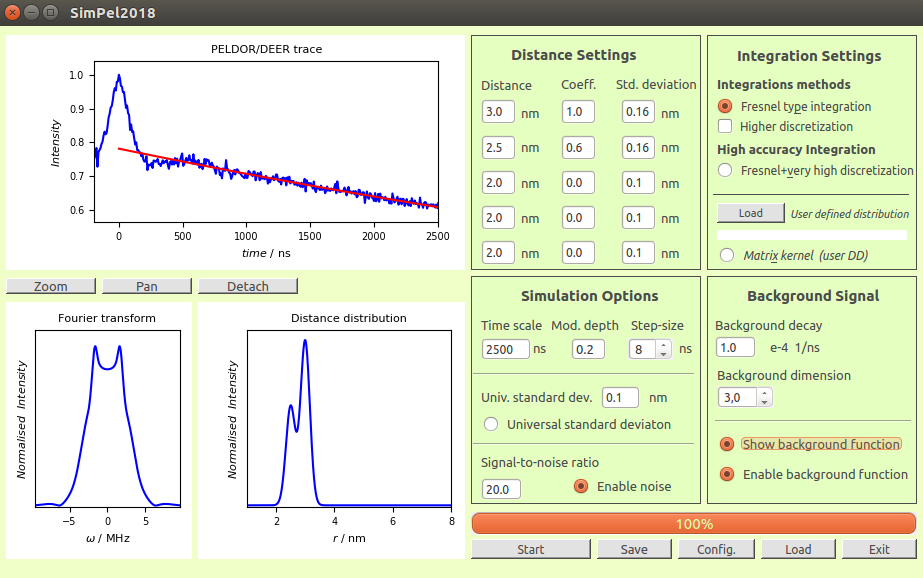 SimPel2018
PELDOR/DEER trace
Intensity
1.0
0.9
0.8
0.7
0.6
0 500 1000 1500 2000 2500
time / ns
Zoom Pan Detach
Fourier transform
Normalised Intensity
−5 0 5
ω / MHz
Distance distribution
Normalised Intensity
2 4 6 8
r / nm
Distance Settings
Distance Coeff. Std. deviation
3.0 nm 1.0 0.16 nm
2.5 nm 0.6 0.16 nm
2.0 nm 0.0 0.1 nm
2.0 nm 0.0 0.1 nm
2.0 nm 0.0 0.1 nm
Integration Settings
Integrations methods
Fresnel type integration
Higher discretization
High accuracy Integration
Fresnel+very high discretization
Load User defined distribution
Matrix kernel (user DD)
Simulation Options
Time scale Mod. depth Step-size
2500 ns 0.2 8 ns
Univ. standard dev. 0.1 nm
Universal standard deviaton
Signal-to-noise ratio
20.0 Enable noise
Background Signal
Background decay
1.0 e-4 1/ns
Background dimension
3,0
Show background function
Enable background function
100%
Start Save Config. Load Exit